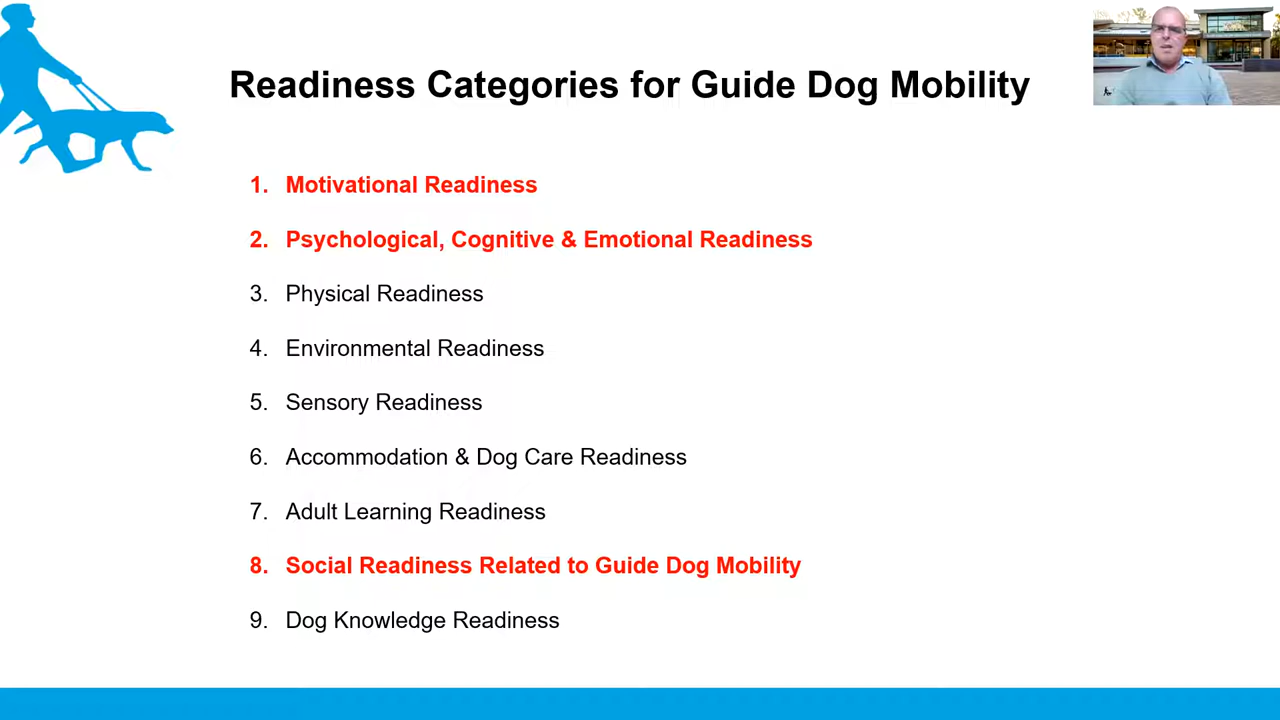 Readiness Categories for Guide Dog Mobility
1. Motivational Readiness
2. Psychological, Cognitive & Emotional Readiness
3. Physical Readiness
4. Environmental Readiness
5. Sensory Readiness
6. Accommodation & Dog Care Readiness
7. Adult Learning Readiness
8. Social Readiness Related to Guide Dog Mobility
9. Dog Knowledge Readiness